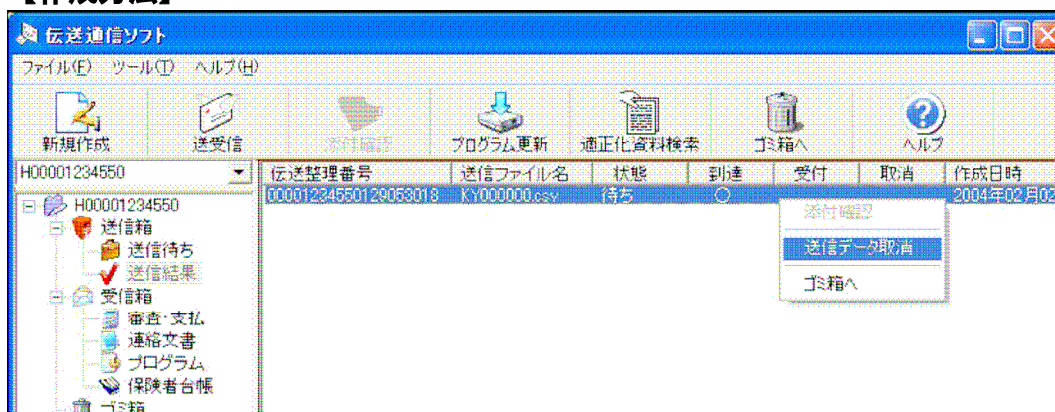 【作成方法】
伝送通信ソフト
ファイル(F) ツール(T) ヘルプ(H)
新規作成 送受信 添付確認 プログラム更新 適正化資料検索 ゴミ箱へ ヘルプ
H00001234550 伝送整理番号 送信ファイル名 状態 到達 受付 取消 作成日時
00001234550129053018 KY000000.csv 待ち ○ 2004年02月02
H00001234550
送信箱
送信待ち
送信結果
受信箱
審査・支払
連絡文書
プログラム
保険者台帳
ゴミ箱
添付確認
送信データ取消
ゴミ箱へ